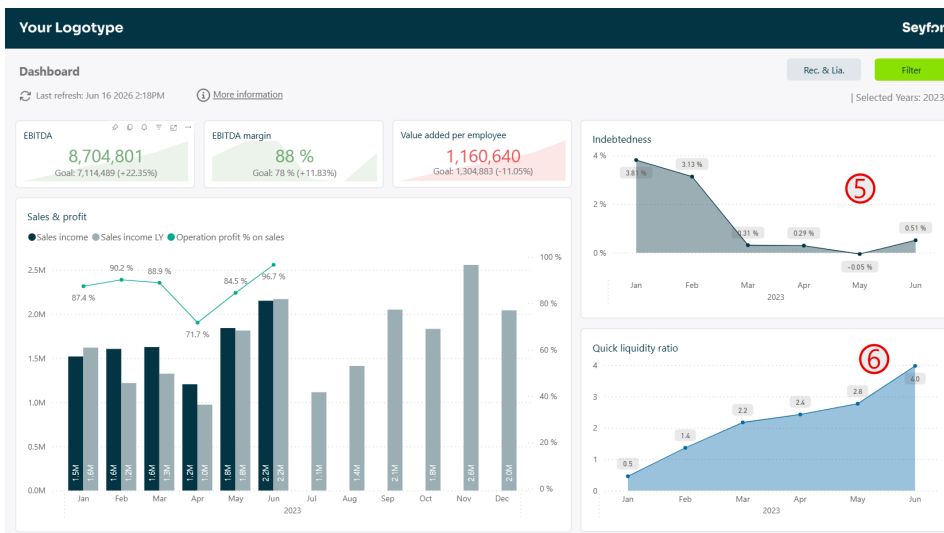 Your Logotype
Seyfor
Dashboard
Rec. & Lia.
Filter
Last refresh: Jun 16 2026 2:18PM
More information
| Selected Years: 2023
EBITDA
8,704,801
Goal: 7,114,489 (+22.35%)
EBITDA margin
88 %
Goal: 78 % (+11.83%)
Value added per employee
1,160,640
Goal: 1,304,883 (-11.05%)
Sales & profit
Sales income Sales income LY Operation profit % on sales
2.5M
2.0M
1.5M
1.0M
0.5M
0.0M
100 %
80 %
60 %
40 %
20 %
0 %
87.4 %
90.2 %
88.9 %
71.7 %
84.5 %
96.7 %
1.5M
1.6M
1.6M
1.2M
1.6M
1.3M
1.2M
1.0M
1.8M
1.8M
2.2M
2.2M
1.1M
1.4M
2.1M
1.8M
2.6M
2.0M
Jan Feb Mar Apr May Jun Jul Aug Sep Oct Nov Dec
2023
Indebtedness
4 %
2 %
0 %
3.81 %
3.13 %
0.31 %
0.29 %
-0.05 %
0.51 %
5
Jan Feb Mar Apr May Jun
2023
Quick liquidity ratio
6
4
3
2
1
0
0.5
1.4
2.2
2.4
2.8
4.0
Jan Feb Mar Apr May Jun
2023